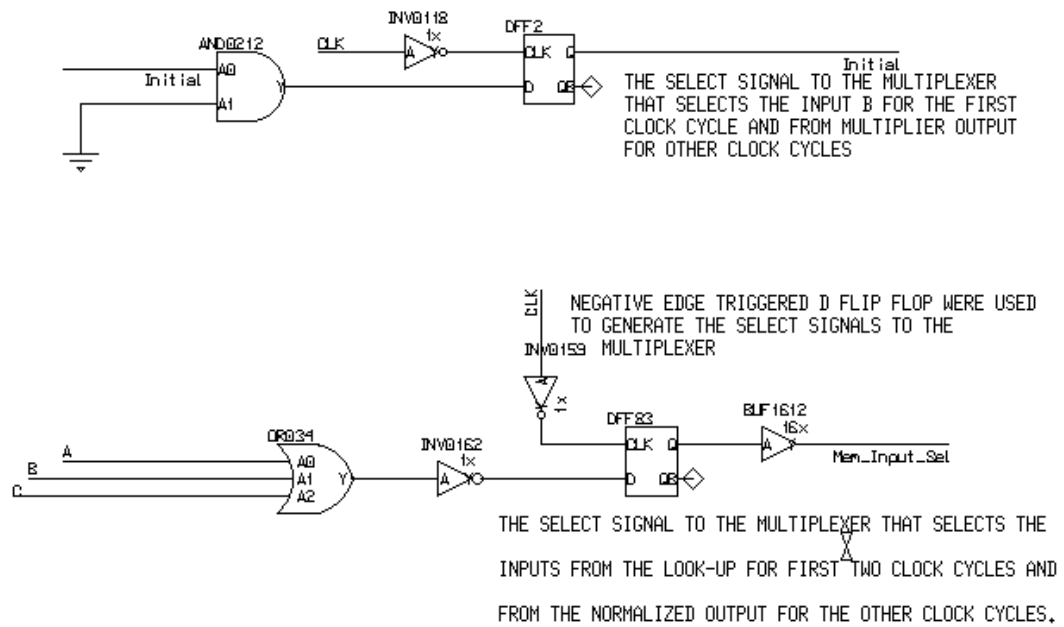 INV0118
1x
DFF2
AND0212
CLK
A
CLK Q
Initial
A0
Y
D QB
Initial
A1
THE SELECT SIGNAL TO THE MULTIPLEXER
THAT SELECTS THE INPUT B FOR THE FIRST
CLOCK CYCLE AND FROM MULTIPLIER OUTPUT
FOR OTHER CLOCK CYCLES
CLK
NEGATIVE EDGE TRIGGERED D FLIP FLOP WERE USED
TO GENERATE THE SELECT SIGNALS TO THE
MULTIPLEXER
INV0159
A
1x
DFF83
BUF1612
16x
OR034
INV0162
1x
CLK Q
A
Mem_Input_Sel
A
B
C
A0
A1
A2
Y
A
D QB
THE SELECT SIGNAL TO THE MULTIPLEXER THAT SELECTS THE
INPUTS FROM THE LOOK-UP FOR FIRST TWO CLOCK CYCLES AND
FROM THE NORMALIZED OUTPUT FOR THE OTHER CLOCK CYCLES.